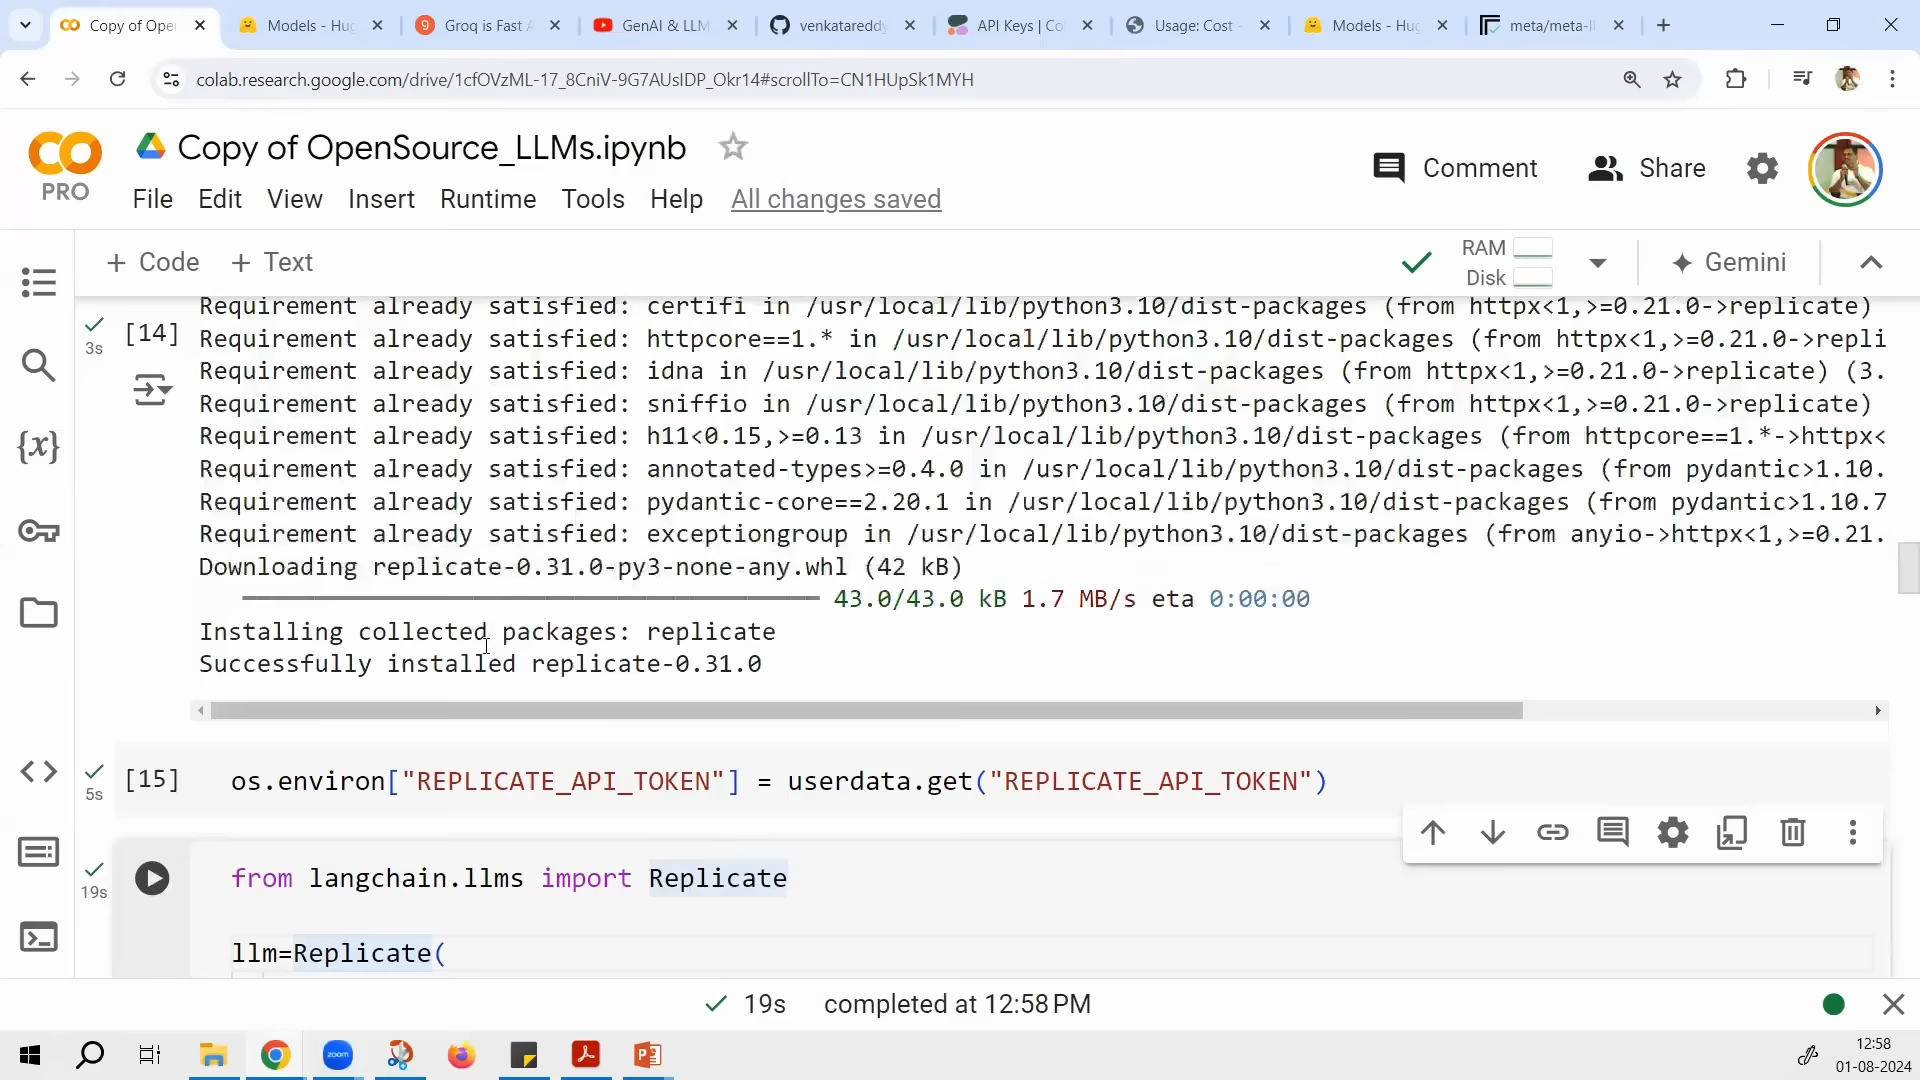 Copy of Ope
Models - Hug
Groq is Fast A
GenAI & LLM
venkatareddy
API Keys | Co
Usage: Cost -
Models - Hug
meta/meta-ll
colab.research.google.com/drive/1cfOVzML-17_8CniV-9G7AUsIDP_Okr14#scrollTo=CN1HUpSk1MYH
PRO
Copy of OpenSource_LLMs.ipynb
Comment
Share
File Edit View Insert Runtime Tools Help All changes saved
+ Code + Text
RAM
Disk
Gemini
Requirement already satisfied: certifi in /usr/local/lib/python3.10/dist-packages (from httpx<1,>=0.21.0->replicate)
[14]
3s
Requirement already satisfied: httpcore==1.* in /usr/local/lib/python3.10/dist-packages (from httpx<1,>=0.21.0->repli
Requirement already satisfied: idna in /usr/local/lib/python3.10/dist-packages (from httpx<1,>=0.21.0->replicate) (3.
Requirement already satisfied: sniffio in /usr/local/lib/python3.10/dist-packages (from httpx<1,>=0.21.0->replicate)
Requirement already satisfied: h11<0.15,>=0.13 in /usr/local/lib/python3.10/dist-packages (from httpcore==1.*->httpx<
Requirement already satisfied: annotated-types>=0.4.0 in /usr/local/lib/python3.10/dist-packages (from pydantic>1.10.
Requirement already satisfied: pydantic-core==2.20.1 in /usr/local/lib/python3.10/dist-packages (from pydantic>1.10.7
Requirement already satisfied: exceptiongroup in /usr/local/lib/python3.10/dist-packages (from anyio->httpx<1,>=0.21.
Downloading replicate-0.31.0-py3-none-any.whl (42 kB)
43.0/43.0 kB 1.7 MB/s eta 0:00:00
Installing collected packages: replicate
Successfully installed replicate-0.31.0
[15] os.environ["REPLICATE_API_TOKEN"] = userdata.get("REPLICATE_API_TOKEN")
5s
from langchain.llms import Replicate
19s
llm=Replicate(
19s completed at 12:58 PM
zoom
12:58
01-08-2024